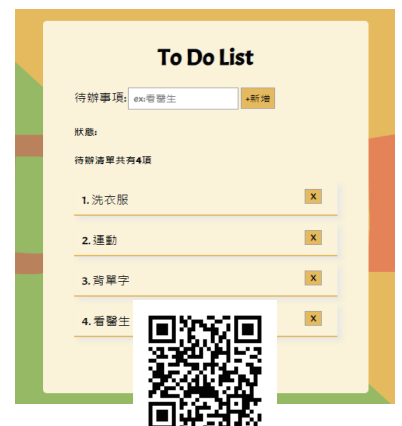 To Do List
待辦事項: ex:看醫生 +新增
狀態:
待辦清單共有4項
1. 洗衣服 X
2. 運動 X
3. 背單字 X
4. 看醫生 X